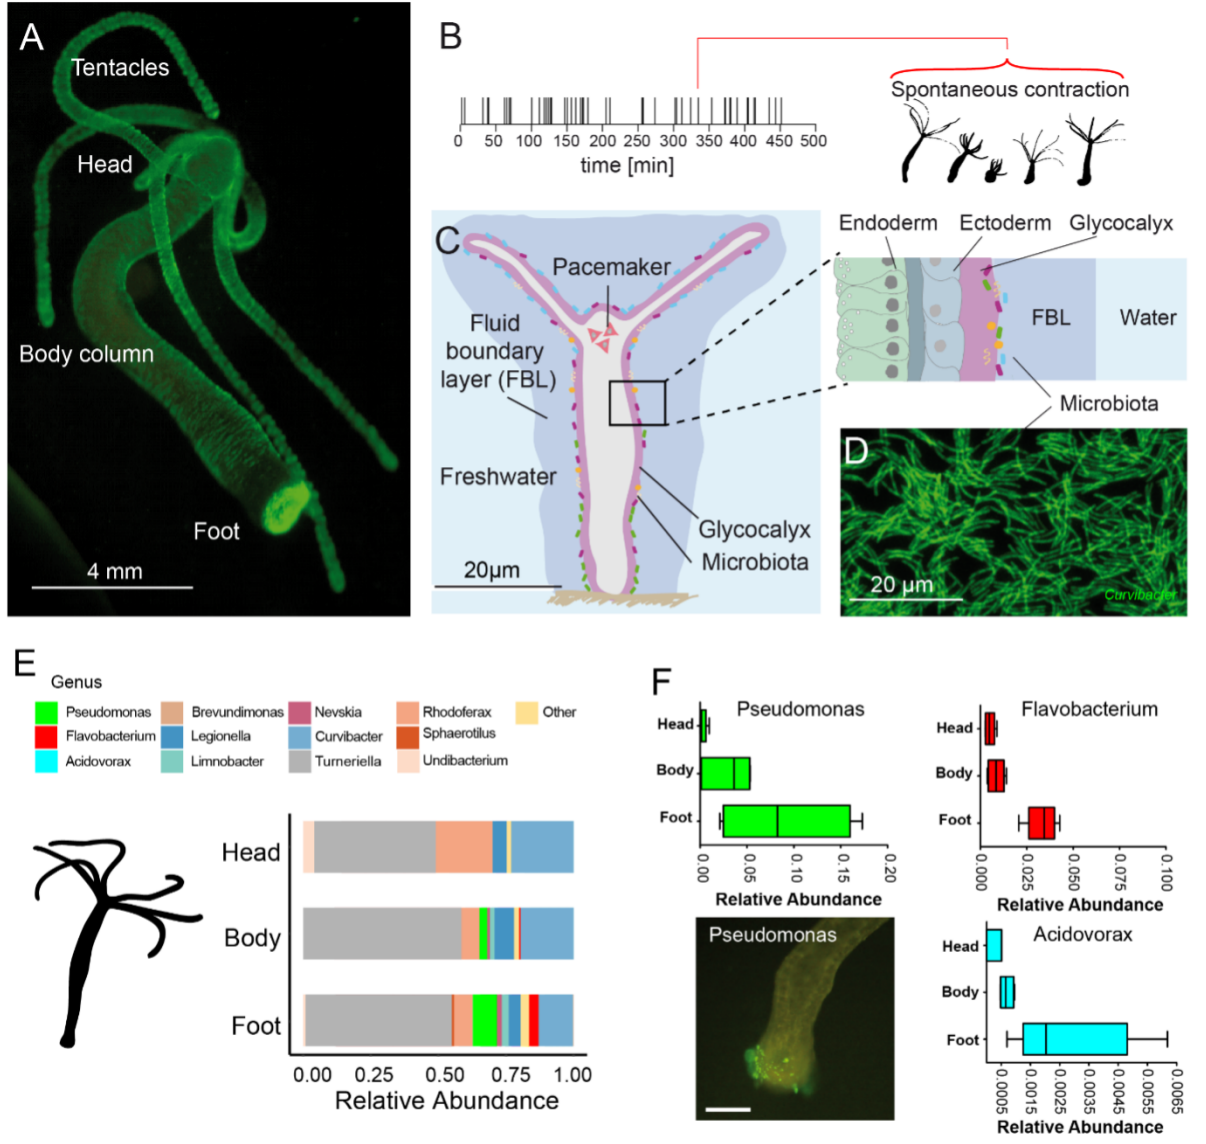 A
Tentacles
Head
Body column
Foot
4 mm
B
0 50 100 150 200 250 300 350 400 450 500
time [min]
Spontaneous contraction
C
Pacemaker
Fluid
boundary
layer (FBL)
Freshwater
Glycocalyx
Microbiota
20µm
Endoderm Ectoderm Glycocalyx
FBL Water
Microbiota
D
20 µm
Curvibacter
E
Genus
Pseudomonas Brevundimonas Nevskia Rhodoferax Other
Flavobacterium Legionella Curvibacter Sphaerotilus
Acidovorax Limnobacter Turneriella Undibacterium
Head
Body
Foot
0.00 0.25 0.50 0.75 1.00
Relative Abundance
F
Pseudomonas
Head
Body
Foot
0.00 0.05 0.10 0.15 0.20
Relative Abundance
Flavobacterium
Head
Body
Foot
0.00 0.025 0.050 0.075 0.100
Relative Abundance
Pseudomonas
Acidovorax
Head
Body
Foot
0.0005 0.0015 0.0025 0.0035 0.0045 0.0055 0.0065
Relative Abundance